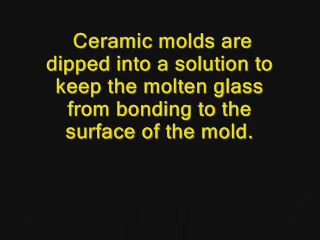 Ceramic molds are
dipped into a solution to
keep the molten glass
from bonding to the
surface of the mold.